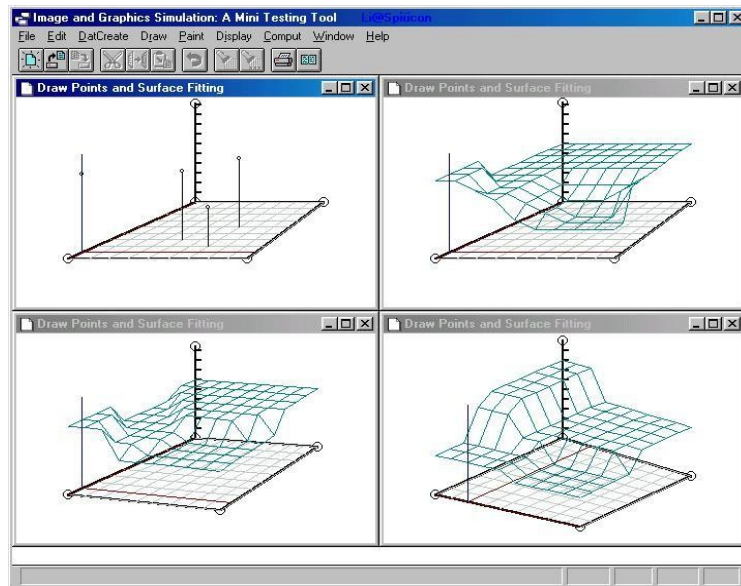 Image and Graphics Simulation: A Mini Testing Tool
File Edit DatCreate Draw Paint Display Comput Window Help
Draw Points and Surface Fitting
Draw Points and Surface Fitting
Draw Points and Surface Fitting
Draw Points and Surface Fitting